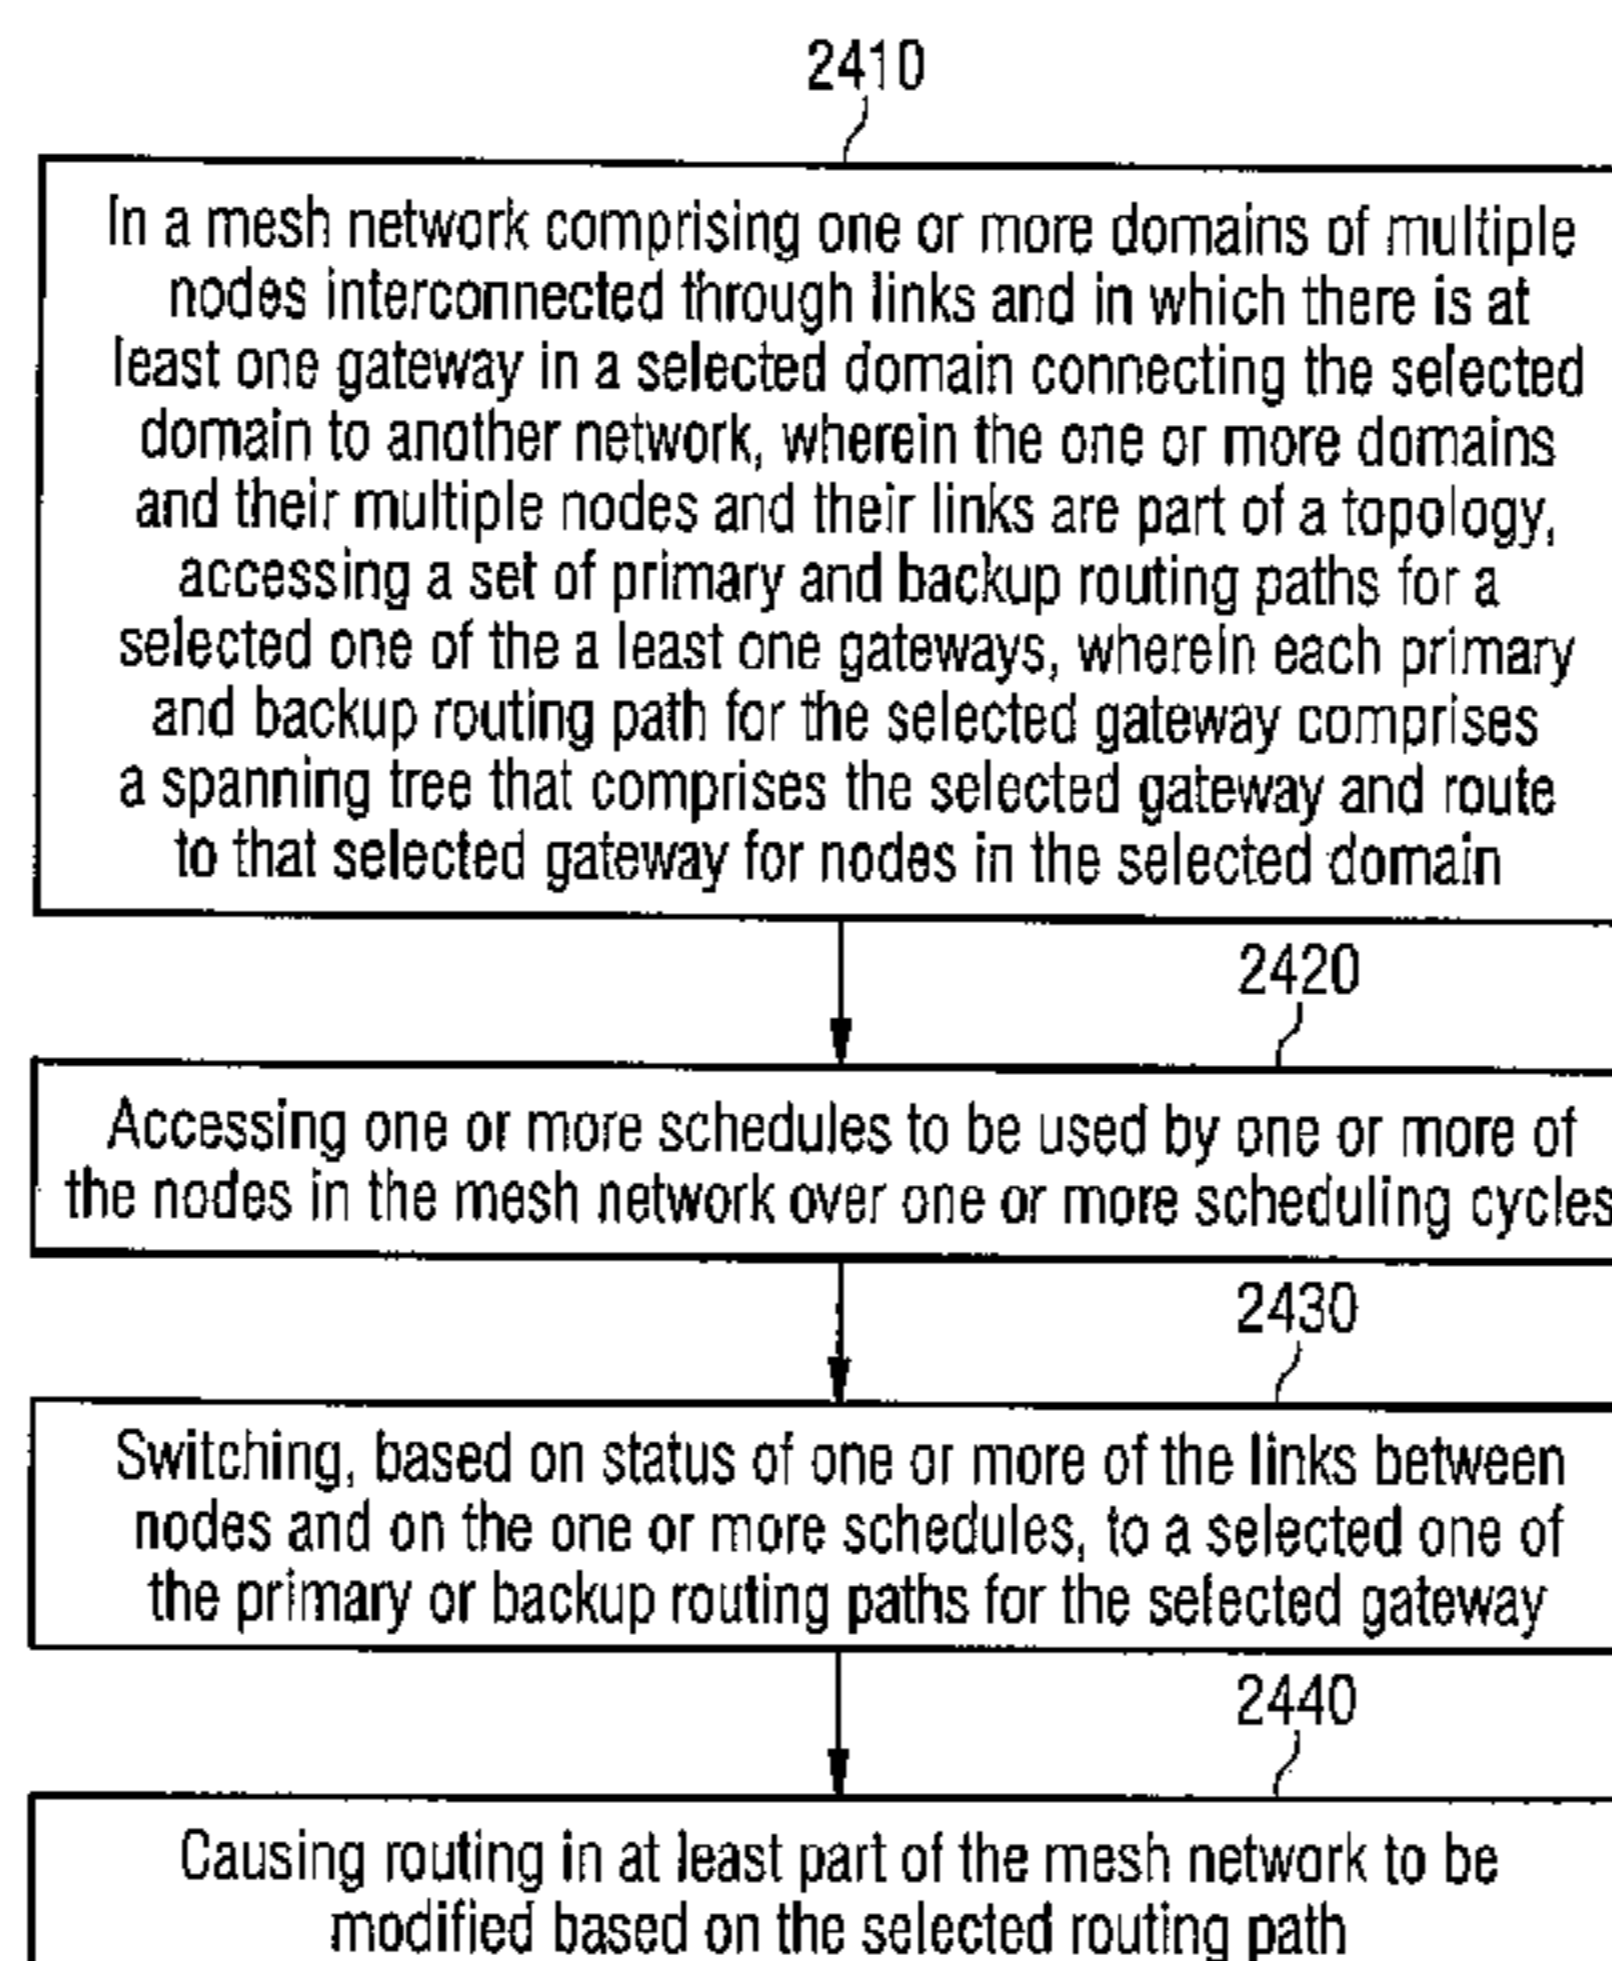 2410
In a mesh network comprising one or more domains of multiple
nodes interconnected through links and in which there is at
least one gateway in a selected domain connecting the selected
domain to another network, wherein the one or more domains
and their multiple nodes and their links are part of a topology,
accessing a set of primary and backup routing paths for a
selected one of the a least one gateways, wherein each primary
and backup routing path for the selected gateway comprises
a spanning tree that comprises the selected gateway and route
to that selected gateway for nodes in the selected domain
2420
Accessing one or more schedules to be used by one or more of
the nodes in the mesh network over one or more scheduling cycles
2430
Switching, based on status of one or more of the links between
nodes and on the one or more schedules, to a selected one of
the primary or backup routing paths for the selected gateway
2440
Causing routing in at least part of the mesh network to be
modified based on the selected routing path